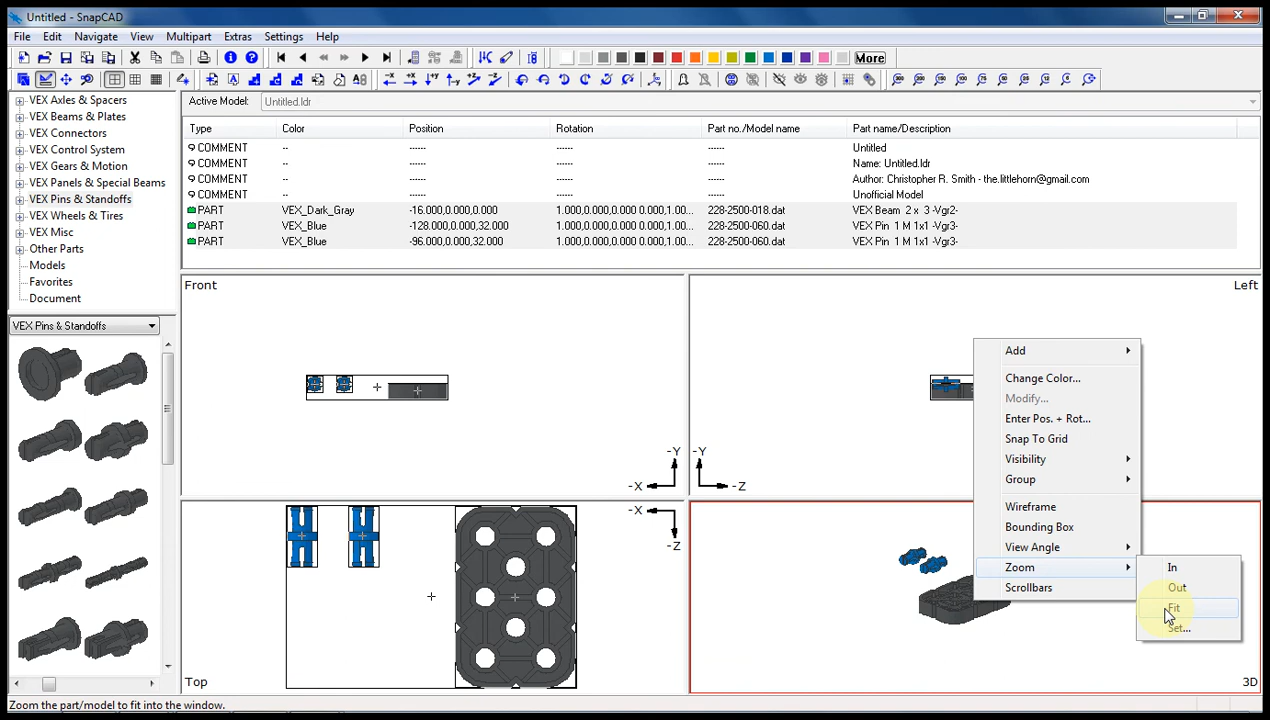 Untitled - SnapCAD
File Edit Navigate View Multipart Extras Settings Help
More
VEX Axles & Spacers
VEX Beams & Plates
VEX Connectors
VEX Control System
VEX Gears & Motion
VEX Panels & Special Beams
VEX Pins & Standoffs
VEX Wheels & Tires
VEX Misc
Other Parts
Models
Favorites
Document
VEX Pins & Standoffs
Active Model: Untitled.ldr
Type Color Position Rotation Part no./Model name Part name/Description
COMMENT -- ------ ------ ------ Untitled
COMMENT -- ------ ------ ------ Name: Untitled.ldr
COMMENT -- ------ ------ ------ Author: Christopher R. Smith - the.littlehorn@gmail.com
COMMENT -- ------ ------ ------ Unofficial Model
PART VEX_Dark_Gray -16.000,0.000,0.000 1.000,0.000,0.000 0.000,1.00... 228-2500-018.dat VEX Beam 2 x 3 -Vgr2-
PART VEX_Blue -128.000,0.000,32.000 1.000,0.000,0.000 0.000,1.00... 228-2500-060.dat VEX Pin 1 M 1x1 -Vgr3-
PART VEX_Blue -96.000,0.000,32.000 1.000,0.000,0.000 0.000,1.00... 228-2500-060.dat VEX Pin 1 M 1x1 -Vgr3-
Front
-Y
-X
Left
-Y
-Z
Top
-X
-Z
3D
Add
Change Color...
Modify...
Enter Pos. + Rot...
Snap To Grid
Visibility
Group
Wireframe
Bounding Box
View Angle
Zoom
Scrollbars
In
Out
Fit
Set...
Zoom the part/model to fit into the window.